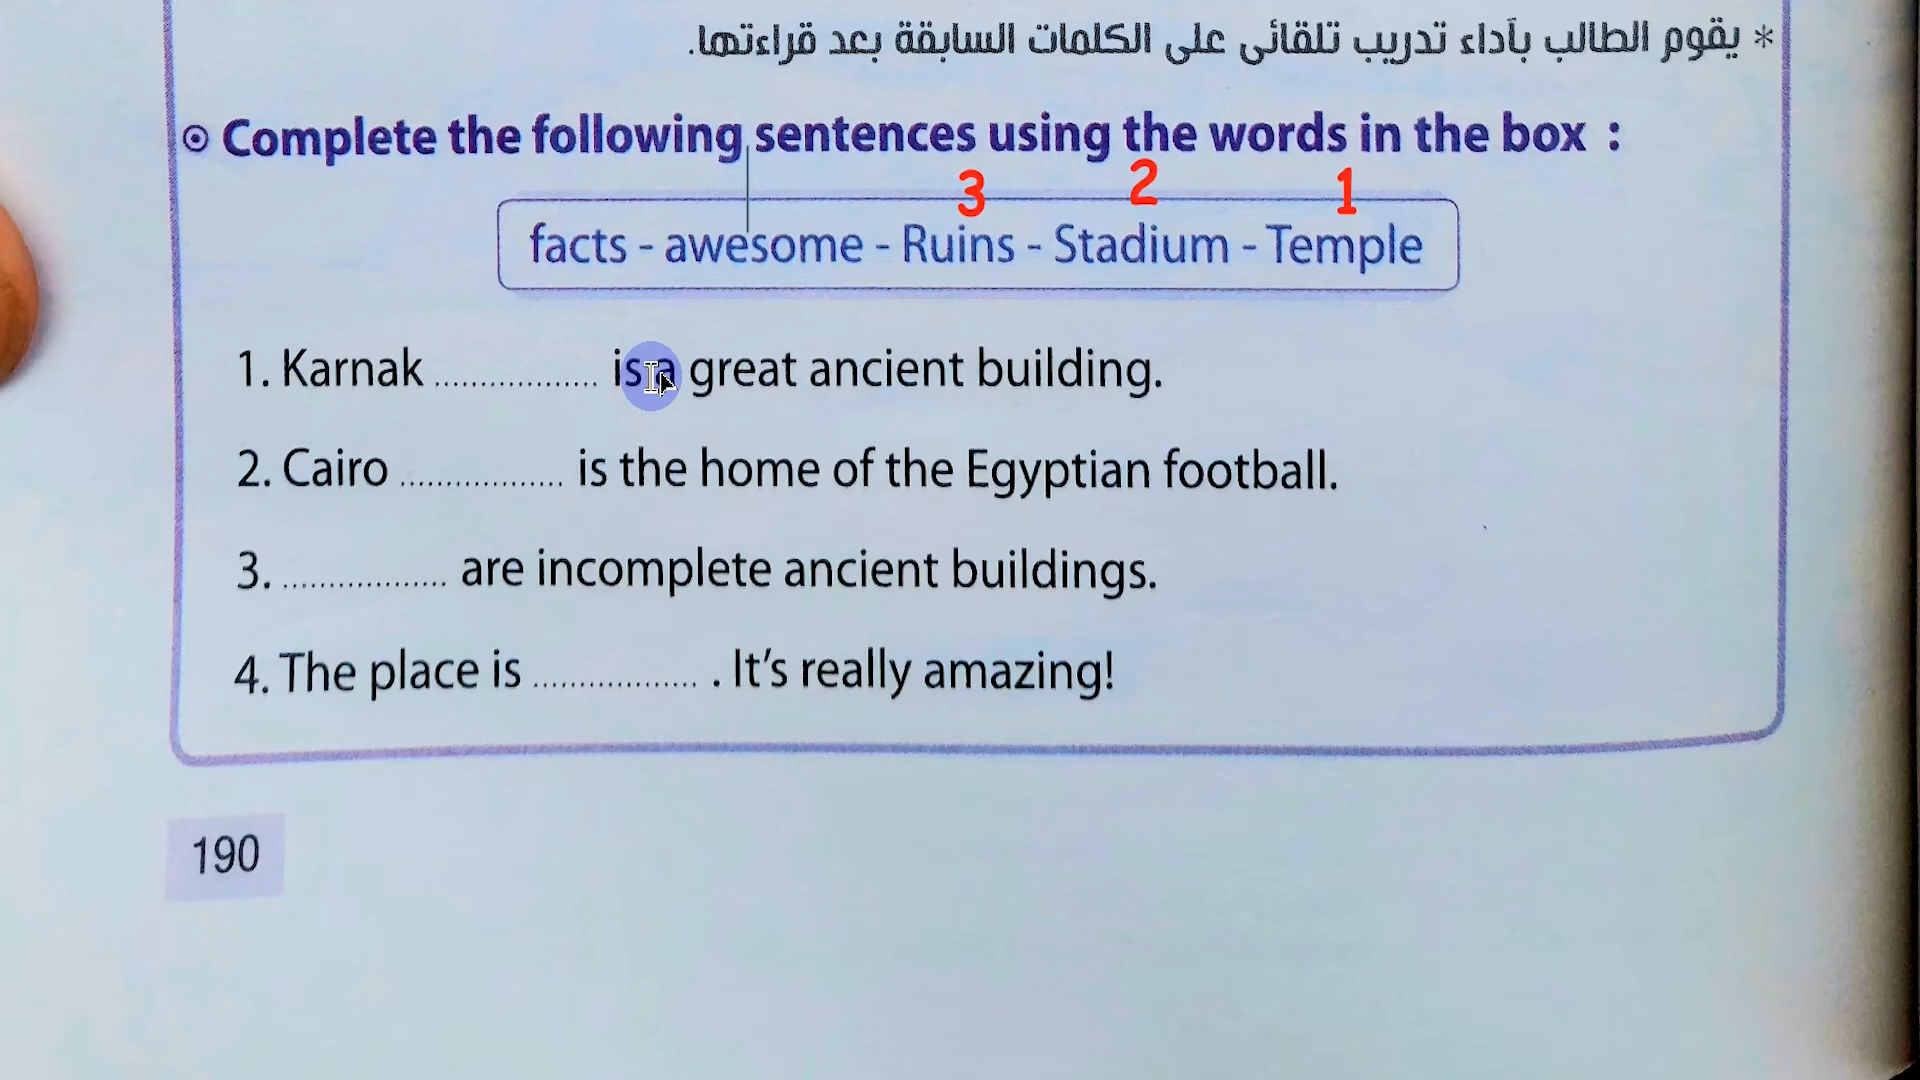 * يقوم الطالب بآداء تدريب تلقائى على الكلمات السابقة بعد قراءتها.
⊙ Complete the following sentences using the words in the box :
3 2 1
facts - awesome - Ruins - Stadium - Temple
1. Karnak .................. is a great ancient building.
2. Cairo .................. is the home of the Egyptian football.
3. .................. are incomplete ancient buildings.
4. The place is .................. . It's really amazing!
190